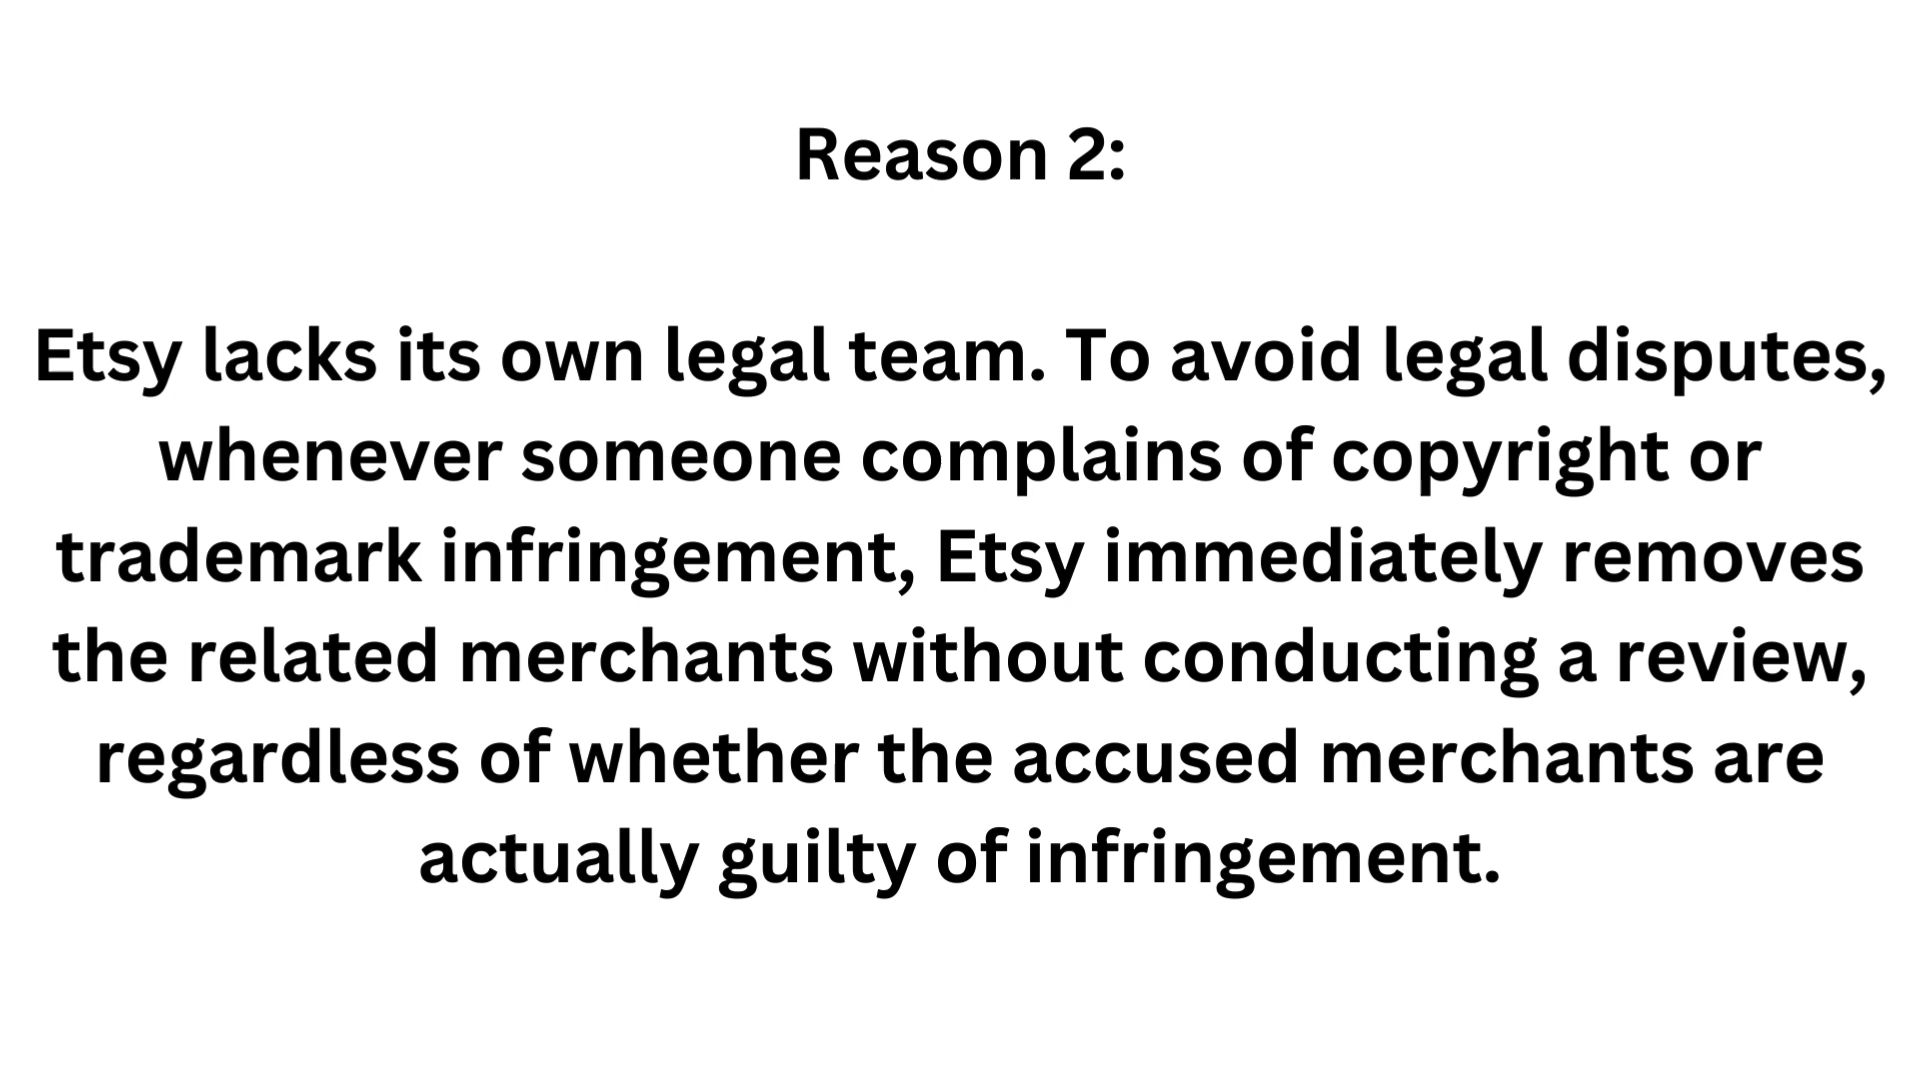 Reason 2:
Etsy lacks its own legal team. To avoid legal disputes,
whenever someone complains of copyright or
trademark infringement, Etsy immediately removes
the related merchants without conducting a review,
regardless of whether the accused merchants are
actually guilty of infringement.